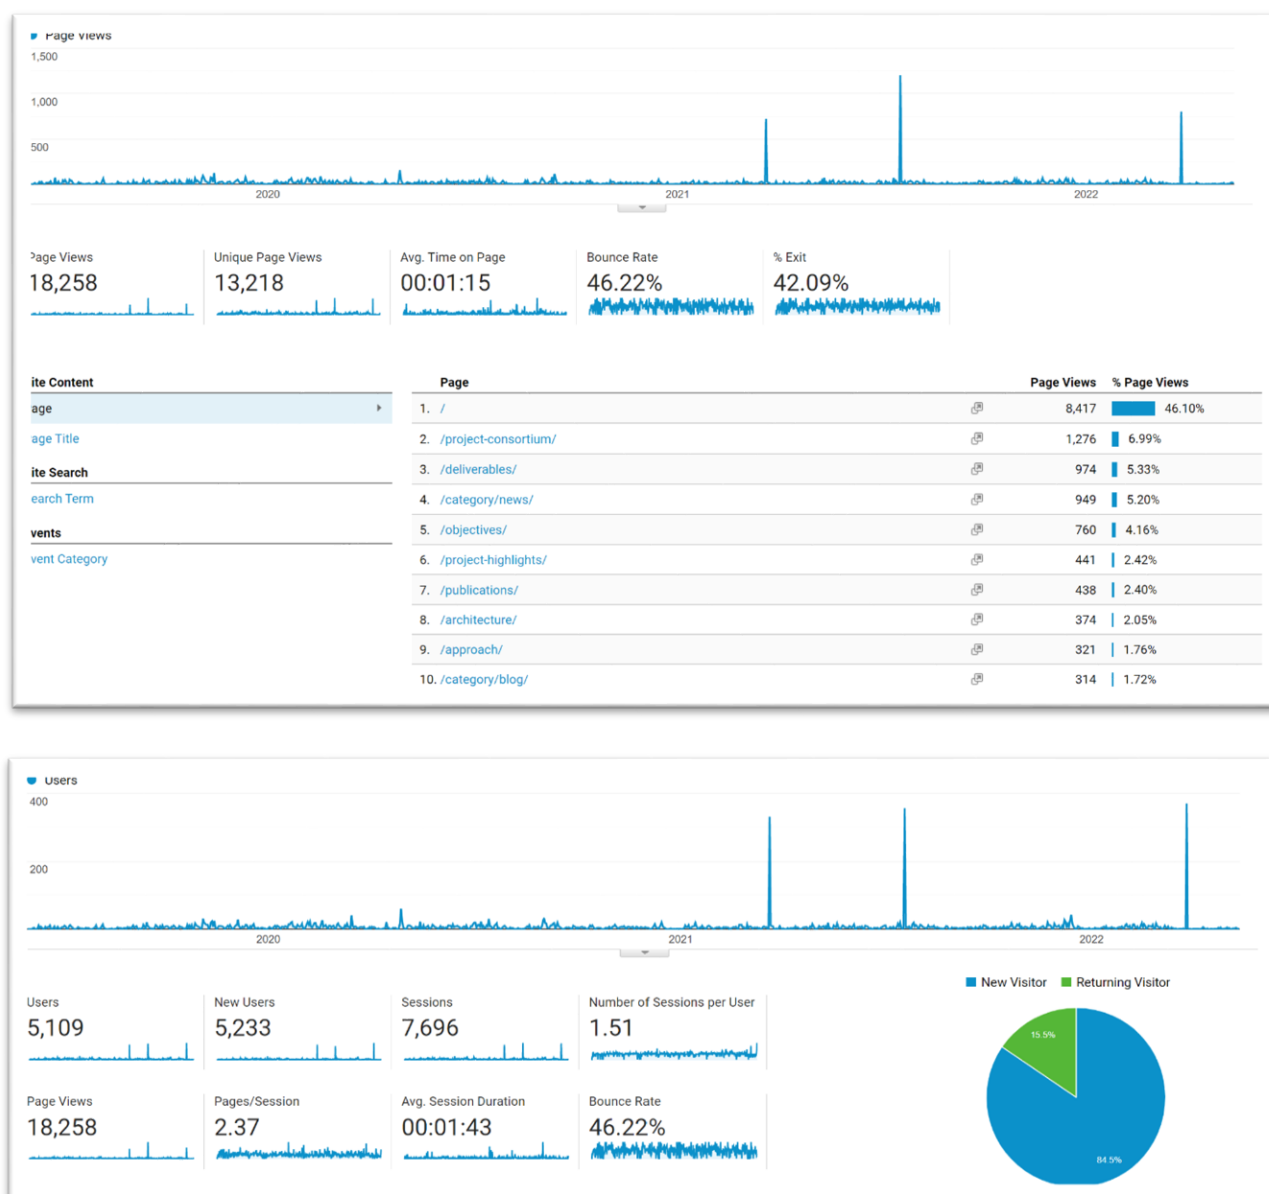 Page Views
1,500
1,000
500
2020 2021 2022
Page Views Unique Page Views Avg. Time on Page Bounce Rate % Exit
18,258 13,218 00:01:15 46.22% 42.09%
ite Content Page Page Views % Page Views
age 1. / 8,417 46.10%
age Title 2. /project-consortium/ 1,276 6.99%
ite Search 3. /deliverables/ 974 5.33%
earch Term 4. /category/news/ 949 5.20%
vents 5. /objectives/ 760 4.16%
vent Category 6. /project-highlights/ 441 2.42%
7. /publications/ 438 2.40%
8. /architecture/ 374 2.05%
9. /approach/ 321 1.76%
10. /category/blog/ 314 1.72%
Users
400
200
2020 2021 2022
New Visitor Returning Visitor
Users New Users Sessions Number of Sessions per User
5,109 5,233 7,696 1.51
15.5%
Page Views Pages/Session Avg. Session Duration Bounce Rate
18,258 2.37 00:01:43 46.22%
84.5%